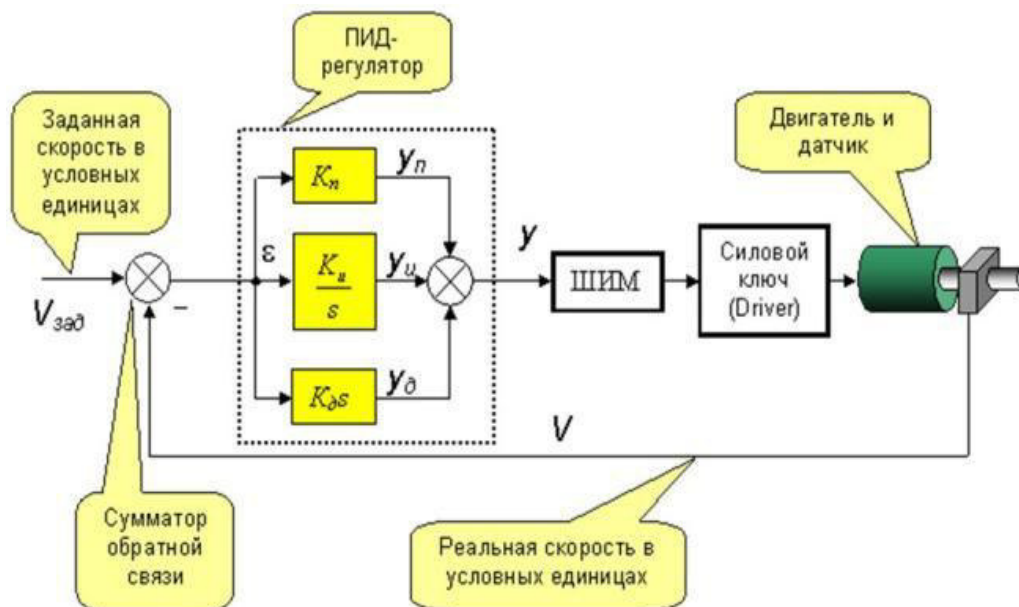 ПИД-
регулятор
Заданная
скорость в
условных
единицах
Двигатель и
датчик
Kп
yп
ε
Kи
s
yи
y
ШИМ
Силовой
ключ
(Driver)
Vзад
−
Kдs
yд
V
Сумматор
обратной
связи
Реальная скорость в
условных единицах